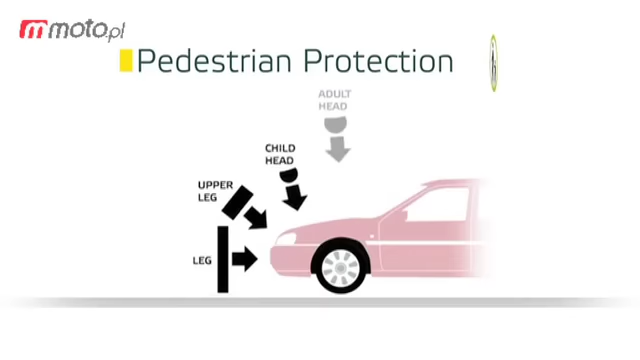 moto.pl
Pedestrian Protection
ADULT
HEAD
CHILD
HEAD
UPPER
LEG
LEG